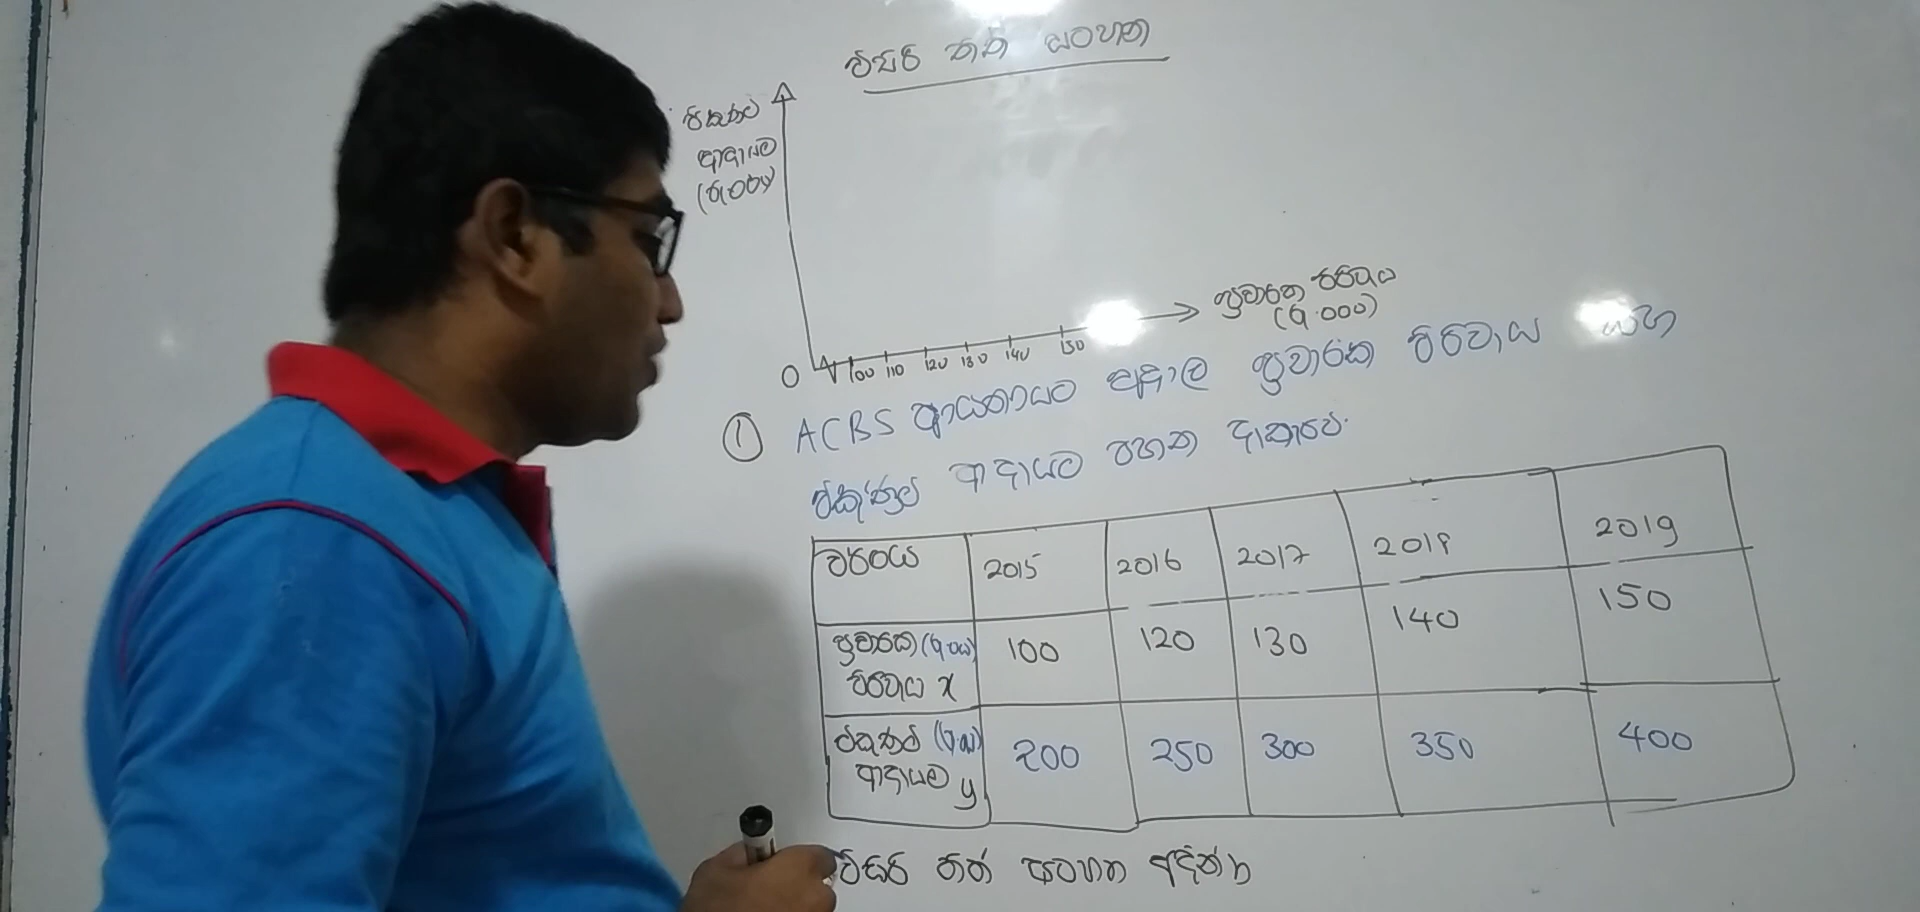 විසිරි තිත් සටහන
විකුණුම්
ආදායම
(රු.000)
ප්‍රචාරක වියදම
(රු.000)
0 100 110 120 130 140 150
① ACBS ආයතනයට අදාල ප්‍රචාරක වියදම සහ
විකුණුම් ආදායම පහත දැක්වේ.
වර්ෂය 2015 2016 2017 2018 2019
ප්‍රචාරක (රු.000) 100 120 130 140 150
වියදම x
විකුණුම් (රු.000) 200 250 300 350 400
ආදායම y
විසිරි තිත් සටහන අඳින්න